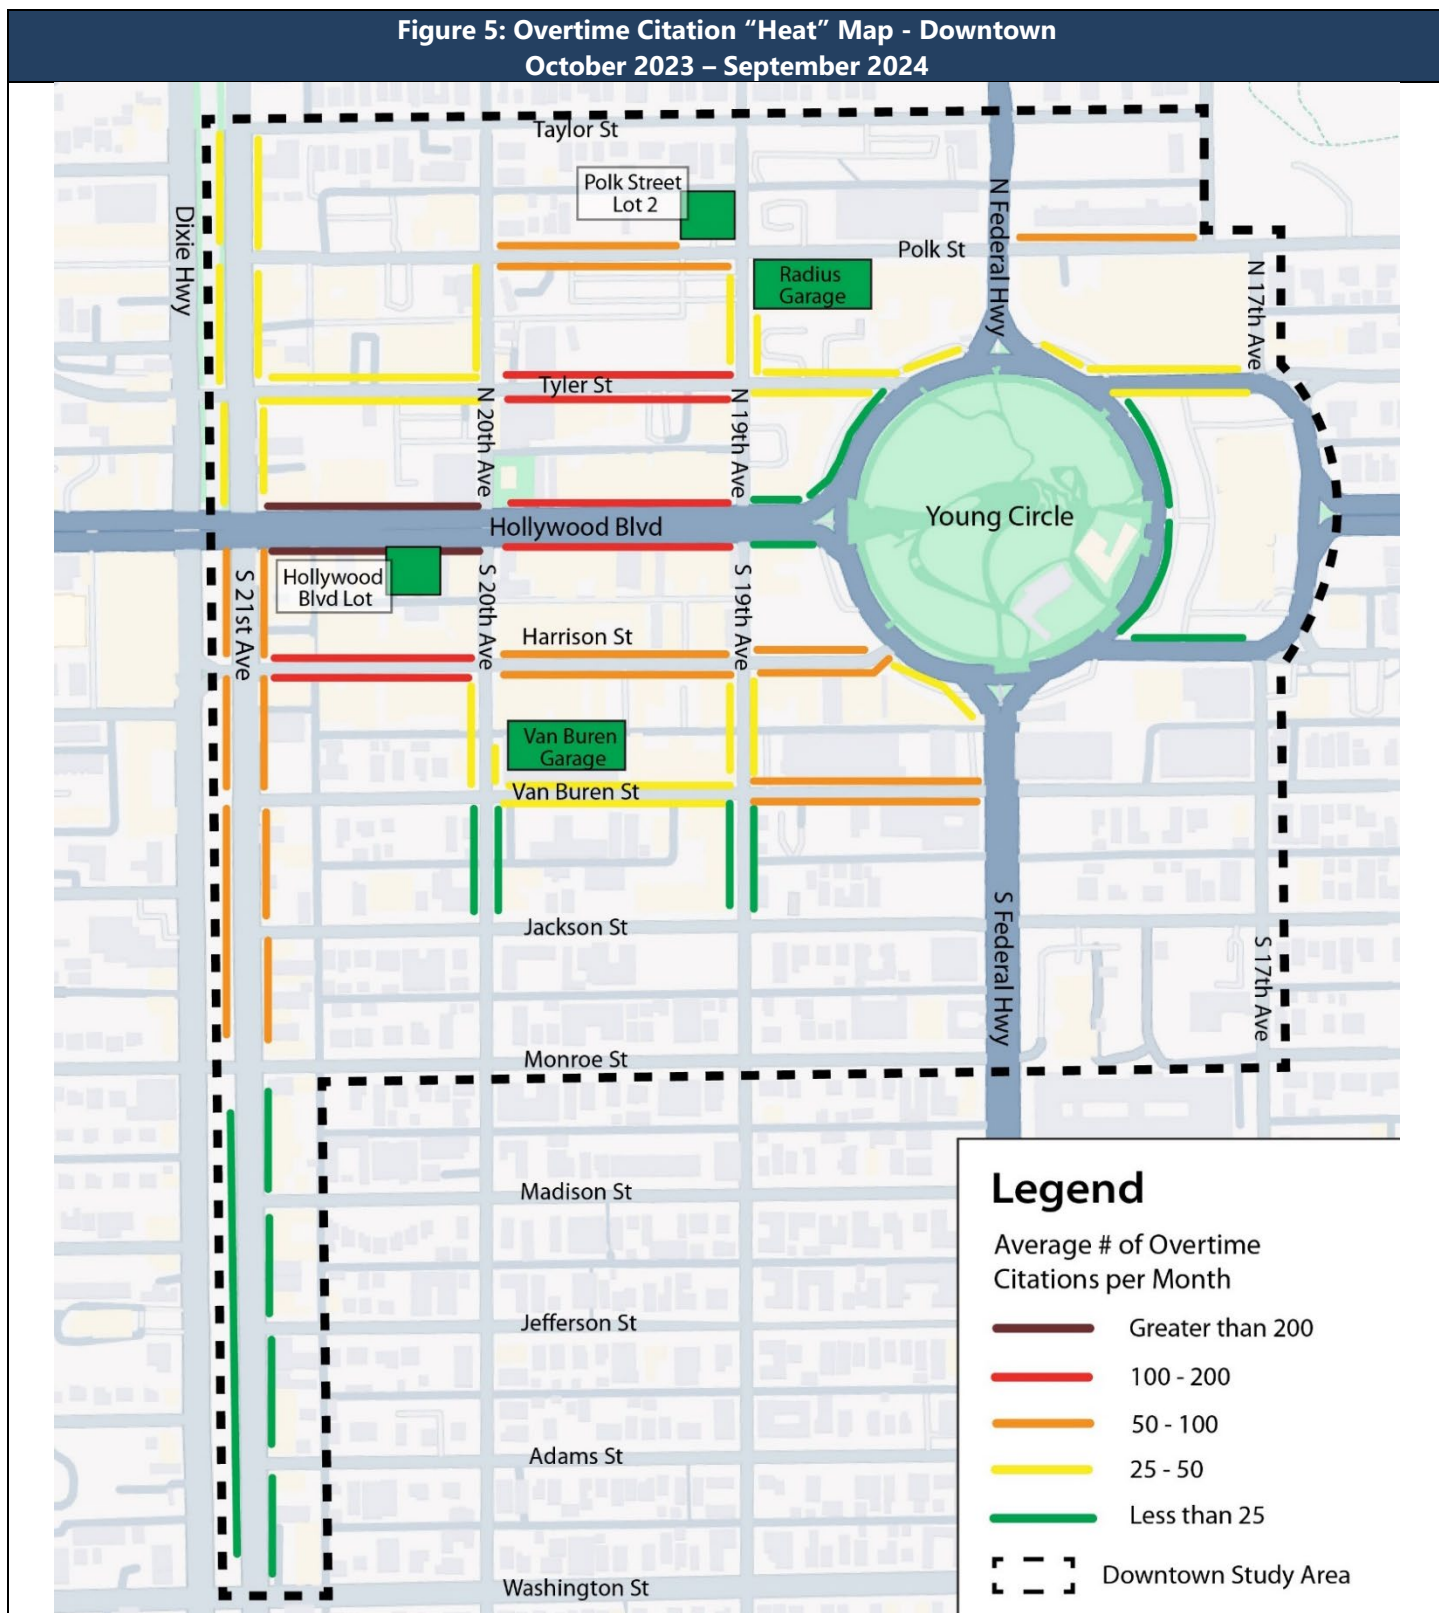 Figure 5: Overtime Citation “Heat” Map - Downtown
October 2023 – September 2024
Taylor St
Polk Street
Lot 2
Dixie Hwy
N Federal Hwy
Polk St
Radius
Garage
N 17th Ave
Tyler St
N 20th Ave
N 19th Ave
Hollywood Blvd
Young Circle
Hollywood
Blvd Lot
S 21st Ave
S 20th Ave
S 19th Ave
Harrison St
Van Buren
Garage
Van Buren St
S Federal Hwy
Jackson St
S 17th Ave
Monroe St
Madison St
Jefferson St
Adams St
Washington St
Legend
Average # of Overtime
Citations per Month
Greater than 200
100 - 200
50 - 100
25 - 50
Less than 25
Downtown Study Area